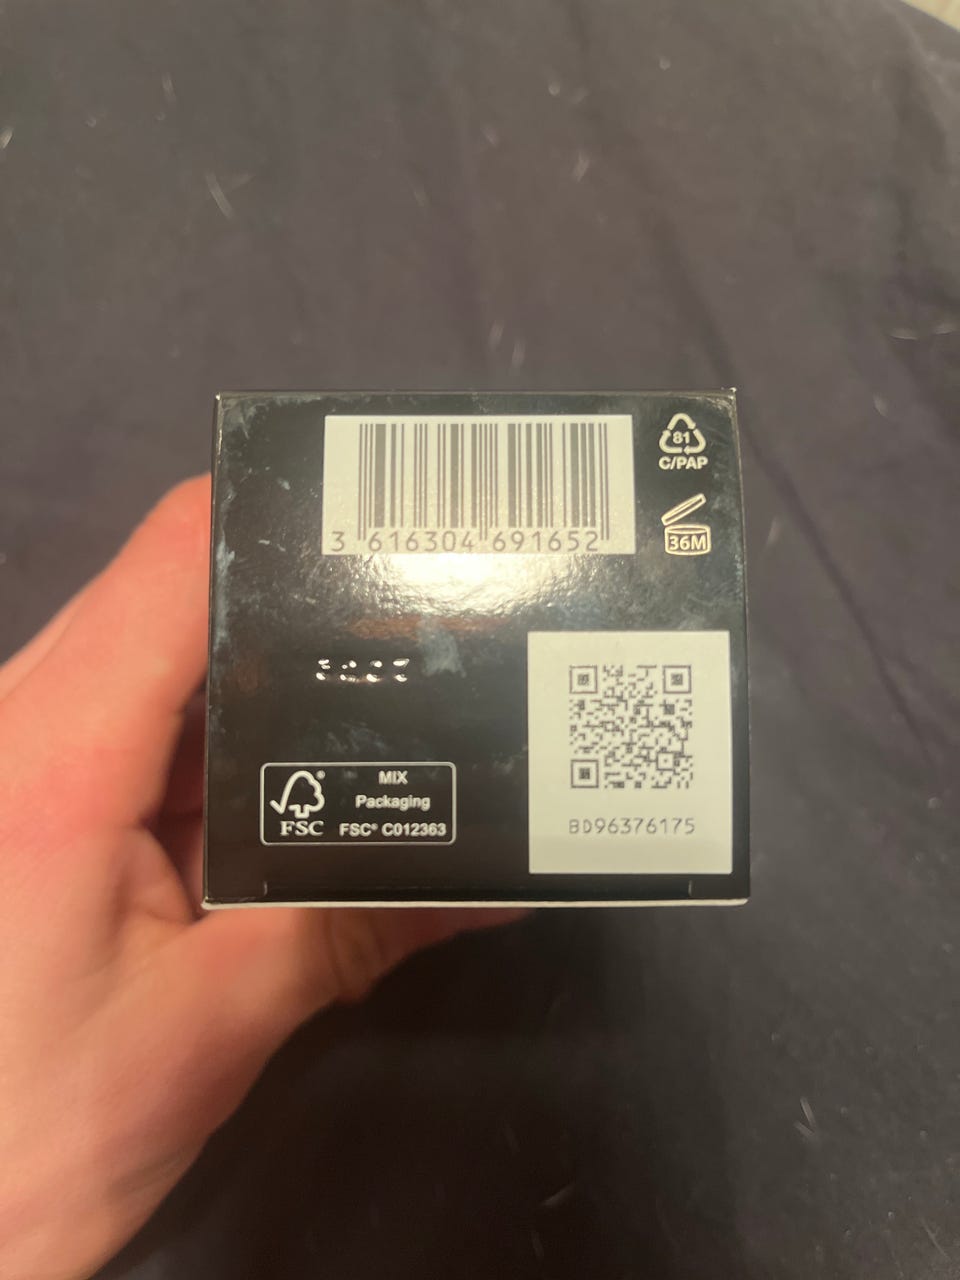 3 616304 691652
81
C/PAP
36M
MIX
Packaging
FSC® C012363
FSC
BD96376175